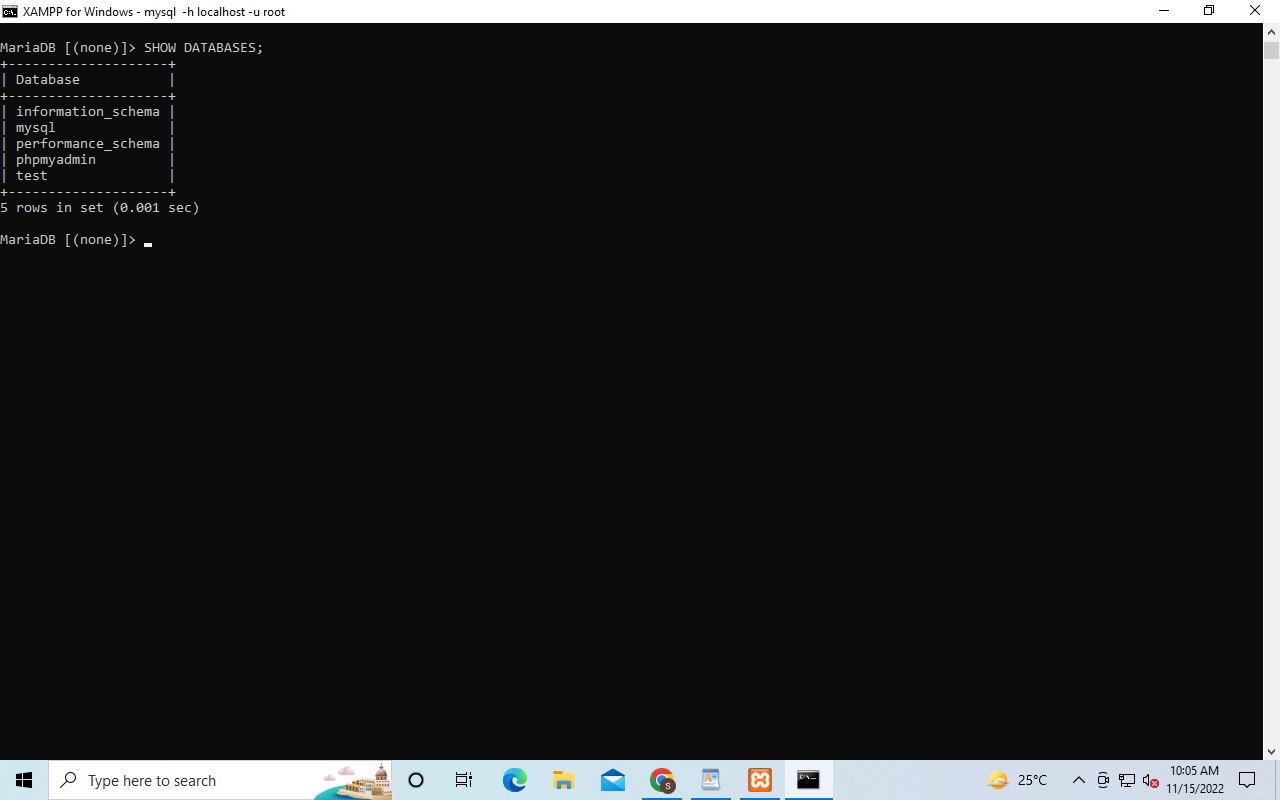 XAMPP for Windows - mysql  -h localhost -u root
MariaDB [(none)]> SHOW DATABASES;
+--------------------+
| Database           |
+--------------------+
| information_schema |
| mysql              |
| performance_schema |
| phpmyadmin         |
| test               |
+--------------------+
5 rows in set (0.001 sec)
MariaDB [(none)]>
Type here to search
S
25°C
10:05 AM
11/15/2022